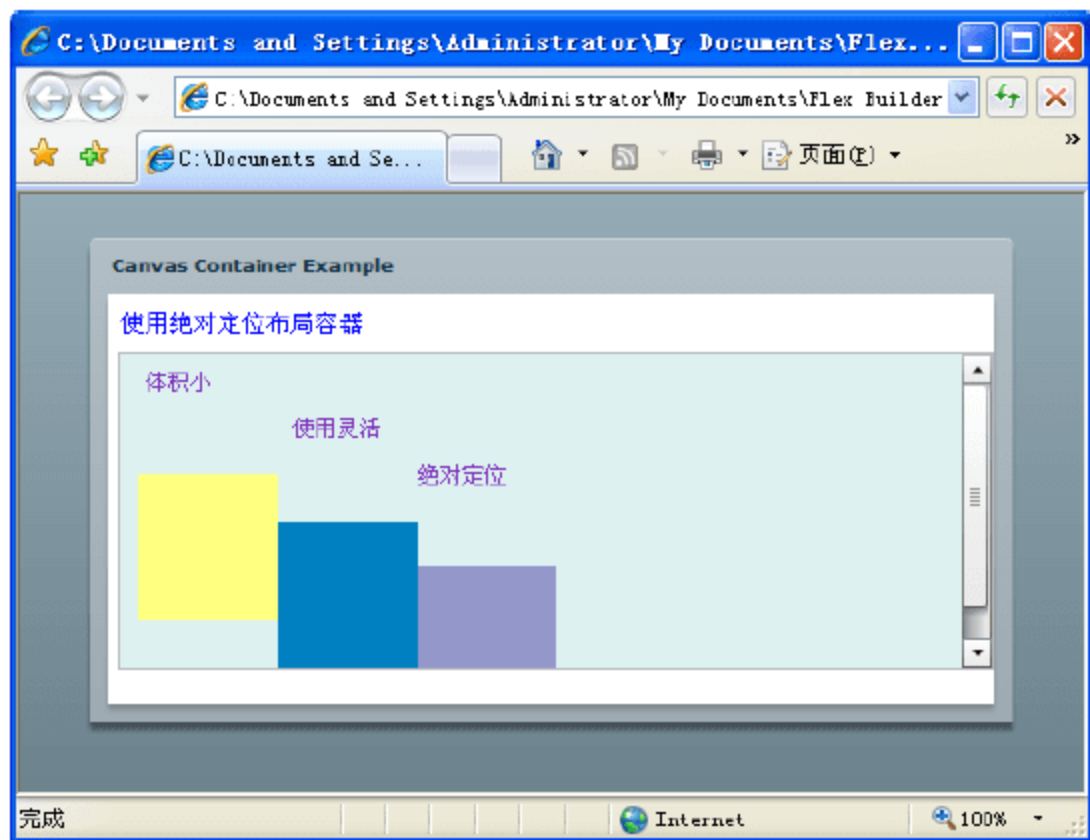 C:\Documents and Settings\Administrator\My Documents\Flex...
C:\Documents and Settings\Administrator\My Documents\Flex Builder
C:\Documents and Se...
页面(P)
»
Canvas Container Example
使用绝对定位布局容器
体积小
使用灵活
绝对定位
完成
Internet
100%